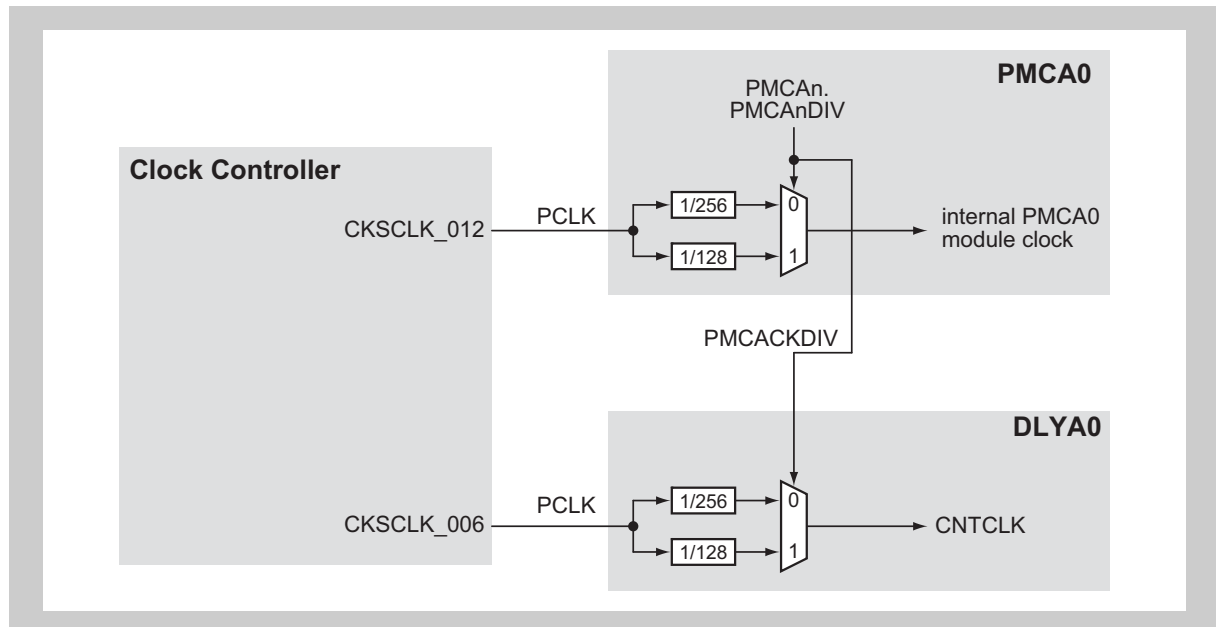 PMCA0
PMCAn.
PMCAnDIV
Clock Controller
CKSCLK_012
PCLK
1/256
0
1/128
1
internal PMCA0
module clock
PMCACKDIV
DLYA0
CKSCLK_006
PCLK
1/256
0
1/128
1
CNTCLK